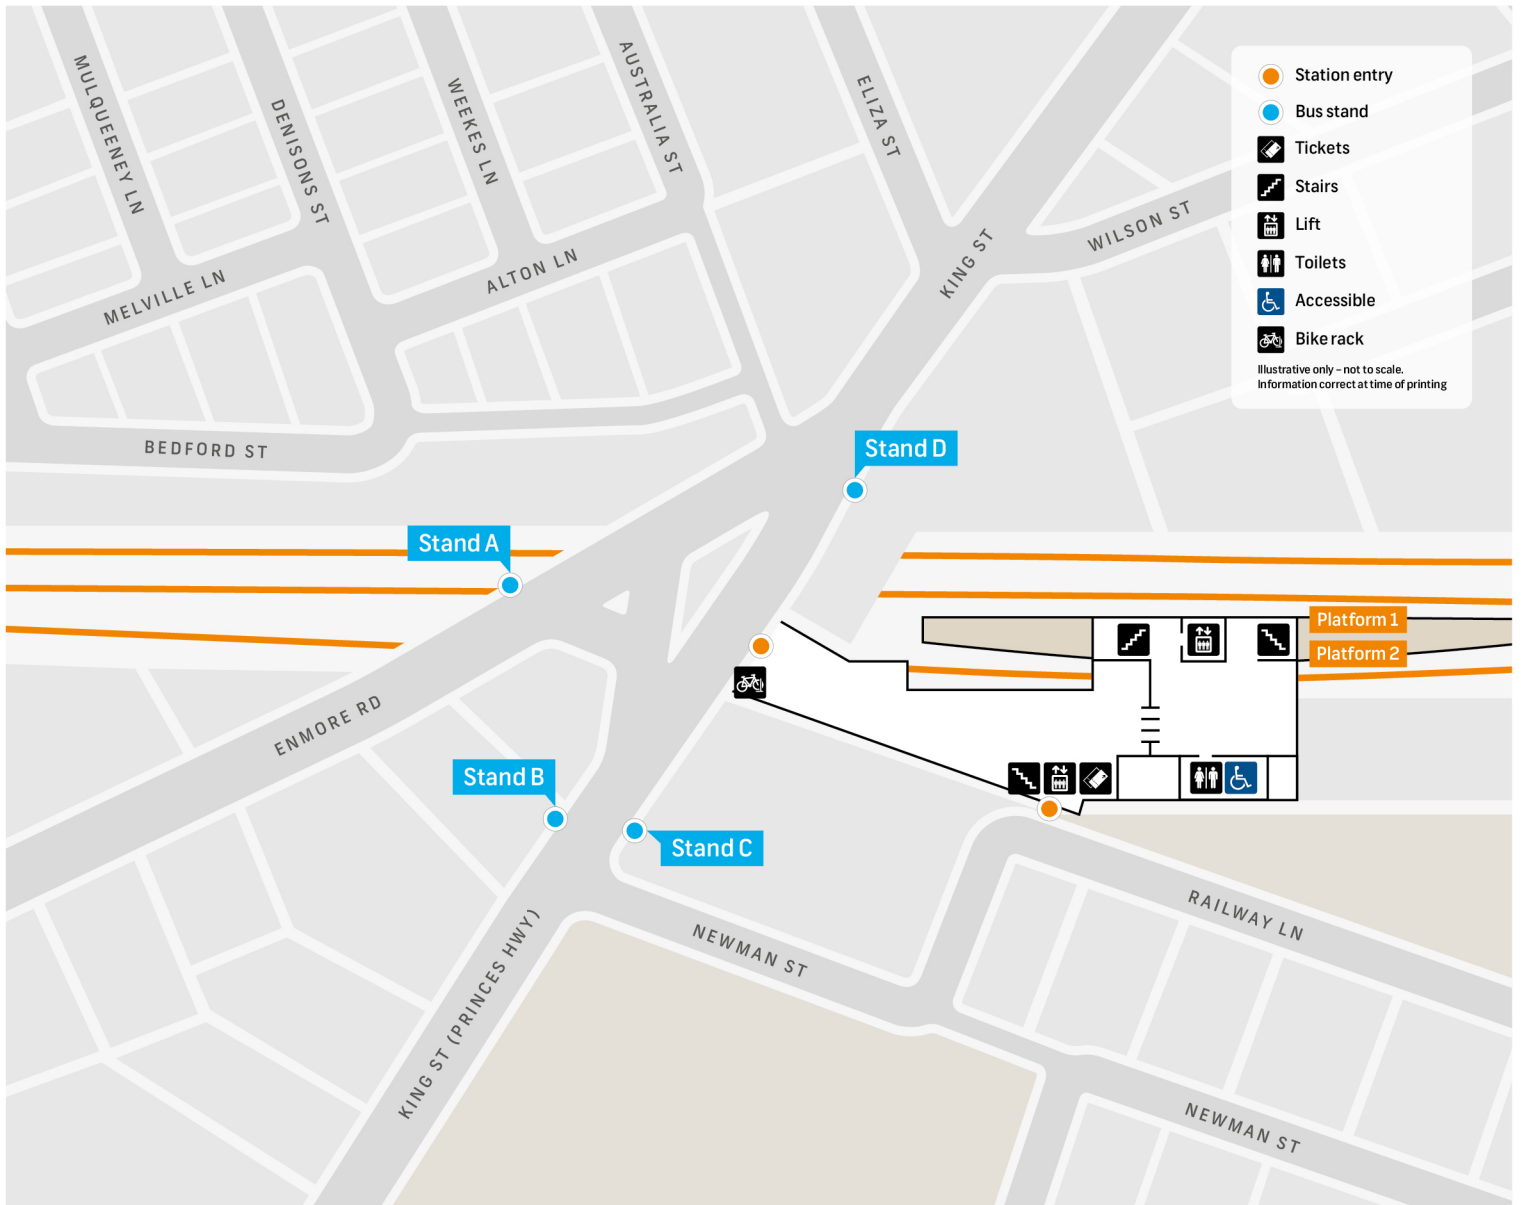 MULQUEENEY LN
DENISONS ST
WEEKES LN
AUSTRALIA ST
ELIZA ST
KING ST
WILSON ST
MELVILLE LN
ALTON LN
BEDFORD ST
Station entry
Bus stand
Tickets
Stairs
Lift
Toilets
Accessible
Bike rack
Illustrative only – not to scale.
Information correct at time of printing
Stand D
Stand A
Platform 1
Platform 2
ENMORE RD
Stand B
Stand C
KING ST (PRINCES HWY)
NEWMAN ST
RAILWAY LN
NEWMAN ST